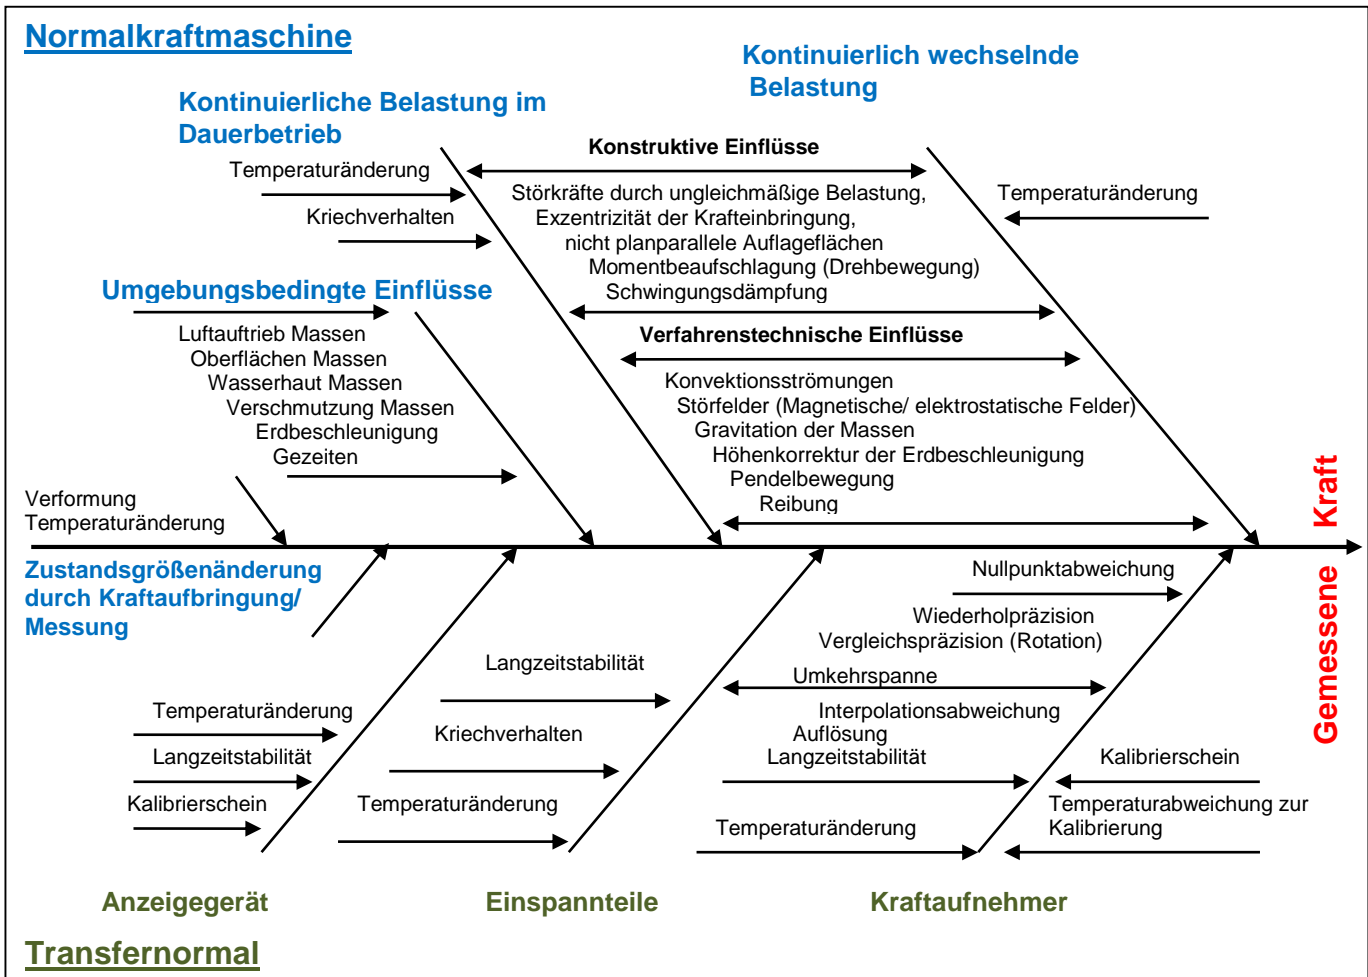 Normalkraftmaschine
Kontinuierlich wechselnde
Belastung
Kontinuierliche Belastung im
Dauerbetrieb
Konstruktive Einflüsse
Temperaturänderung
Kriechverhalten
Störkräfte durch ungleichmäßige Belastung,
Exzentrizität der Krafteinbringung,
nicht planparallele Auflageflächen
Momentbeaufschlagung (Drehbewegung)
Schwingungsdämpfung
Temperaturänderung
Umgebungsbedingte Einflüsse
Luftauftrieb Massen
Oberflächen Massen
Wasserhaut Massen
Verschmutzung Massen
Erdbeschleunigung
Gezeiten
Verfahrenstechnische Einflüsse
Konvektionsströmungen
Störfelder (Magnetische/ elektrostatische Felder)
Gravitation der Massen
Höhenkorrektur der Erdbeschleunigung
Pendelbewegung
Reibung
Verformung
Temperaturänderung
Gemessene Kraft
Zustandsgrößenänderung
durch Kraftaufbringung/
Messung
Temperaturänderung
Langzeitstabilität
Kalibrierschein
Langzeitstabilität
Kriechverhalten
Temperaturänderung
Nullpunktabweichung
Wiederholpräzision
Vergleichspräzision (Rotation)
Umkehrspanne
Interpolationsabweichung
Auflösung
Langzeitstabilität
Temperaturänderung
Kalibrierschein
Temperaturabweichung zur
Kalibrierung
Anzeigegerät
Einspannteile
Kraftaufnehmer
Transfernormal